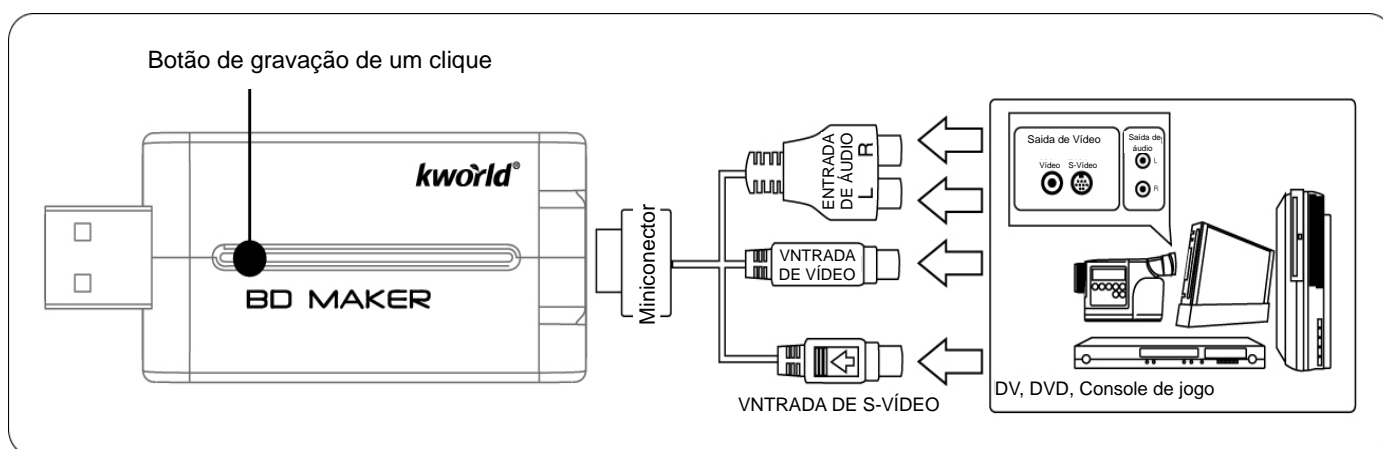 Botão de gravação de um clique
kworld®
BD MAKER
Miniconector
ENTRADA
DE ÁUDIO
R
L
VNTRADA
DE VÍDEO
VNTRADA DE S-VÍDEO
Saida de Vídeo
Vídeo S-Vídeo
Saída de
áudio
L
R
DV, DVD, Console de jogo